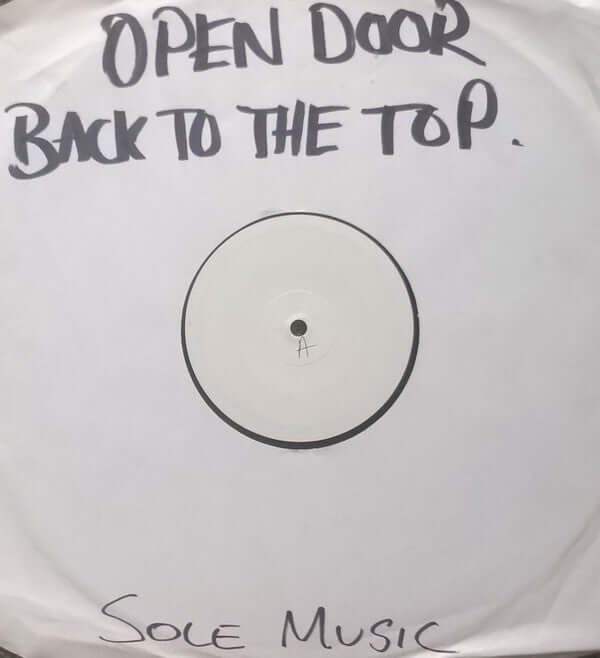 OPEN DOOR
BACK TO THE TOP.
A
SOLE MUSIC